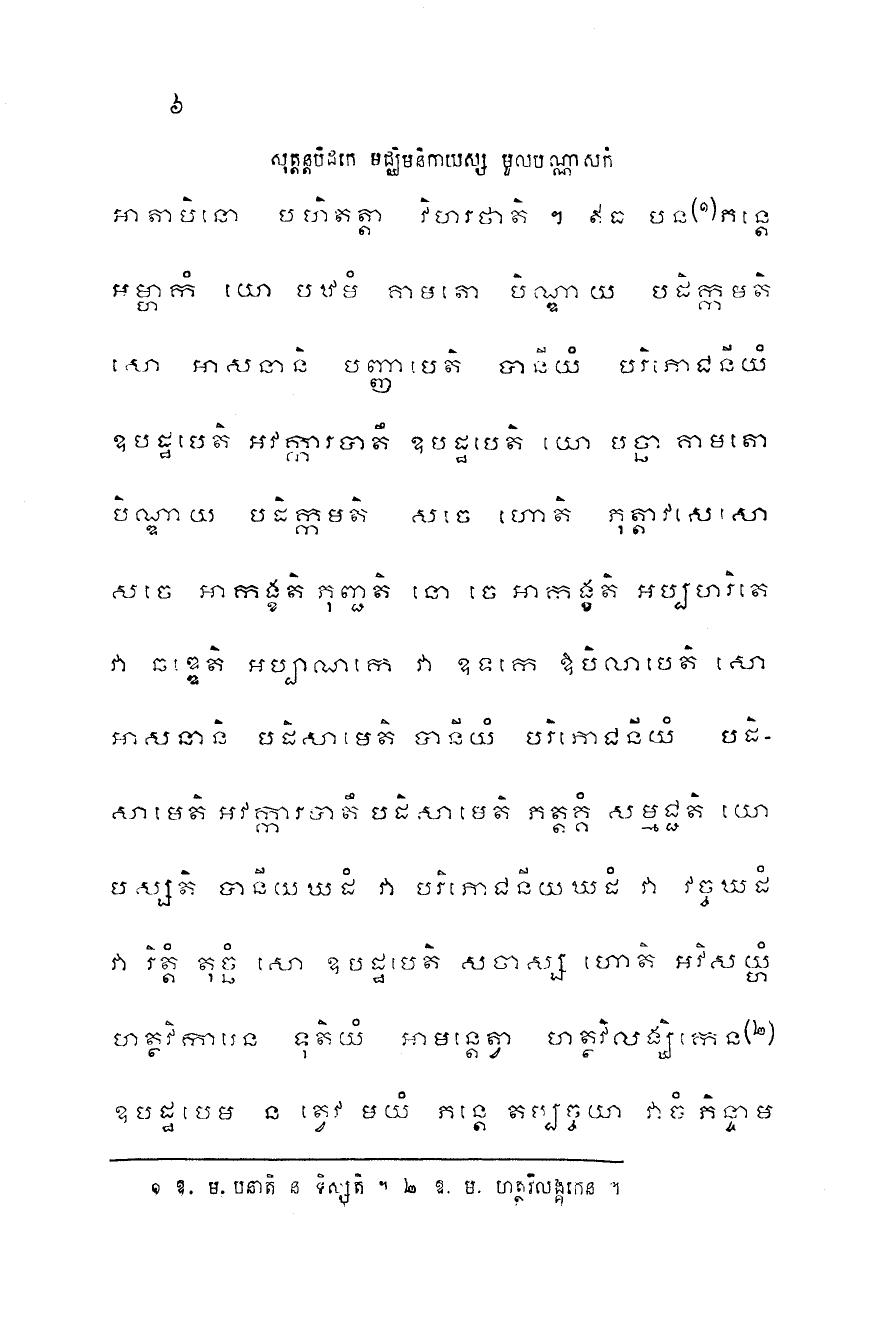 ៦
សុត្តន្តបិដកេ មជ្ឈិមនិកាយស្ស មូលបណ្ណាសកំ
អាតាបិនោ បហិតត្តា វិហរថាតិ ។ ឥធ បន(១)ភន្តេ
អម្ហាកំ យោ បឋមំ គាមតោ បិណ្ឌាយ បដិក្កមតិ
សោ អាសនានិ បញ្ញាបេតិ បានីយំ បរិភោជនីយំ
ឧបដ្ឋបេតិ អវក្ការបាតឹ ឧបដ្ឋបេតិ យោ បច្ឆា គាមតោ
បិណ្ឌាយ បដិក្កមតិ សចេ ហោតិ ភុត្តាវសេសោ
សចេ អាកង្ខតិ ភុញ្ជតិ នោ ចេ អាកង្ខតិ អប្បហរិតេ
វា ឆឌ្ឌេតិ អប្បាណកេ វា ឧទកេ ឱបិលាបេតិ សោ
អាសនានិ បដិសាមេតិ បានីយំ បរិភោជនីយំ បដិ-
សាមេតិ អវក្ការបាតឹ បដិសាមេតិ ភត្តគ្គំ សម្មជ្ជតិ យោ
បស្សតិ បានីយឃដំ វា បរិភោជនីយឃដំ វា វច្ចឃដំ
វា រិត្តំ តុច្ឆំ សោ ឧបដ្ឋបេតិ សចាស្ស ហោតិ អវិសយ្ហំ
ហត្ថវិការេន ទុតិយំ អាមន្តេត្វា ហត្ថវិលង្ឃិកេន(២)
ឧបដ្ឋបេម ន ត្វេវ មយំ ភន្តេ តប្បច្ចយា វាចំ ភិន្ទាម
១ ឱ. ម. បនាតិ ន ទិស្សតិ ។ ២ ឱ. ម. ហត្ថវិលង្គកេន ។